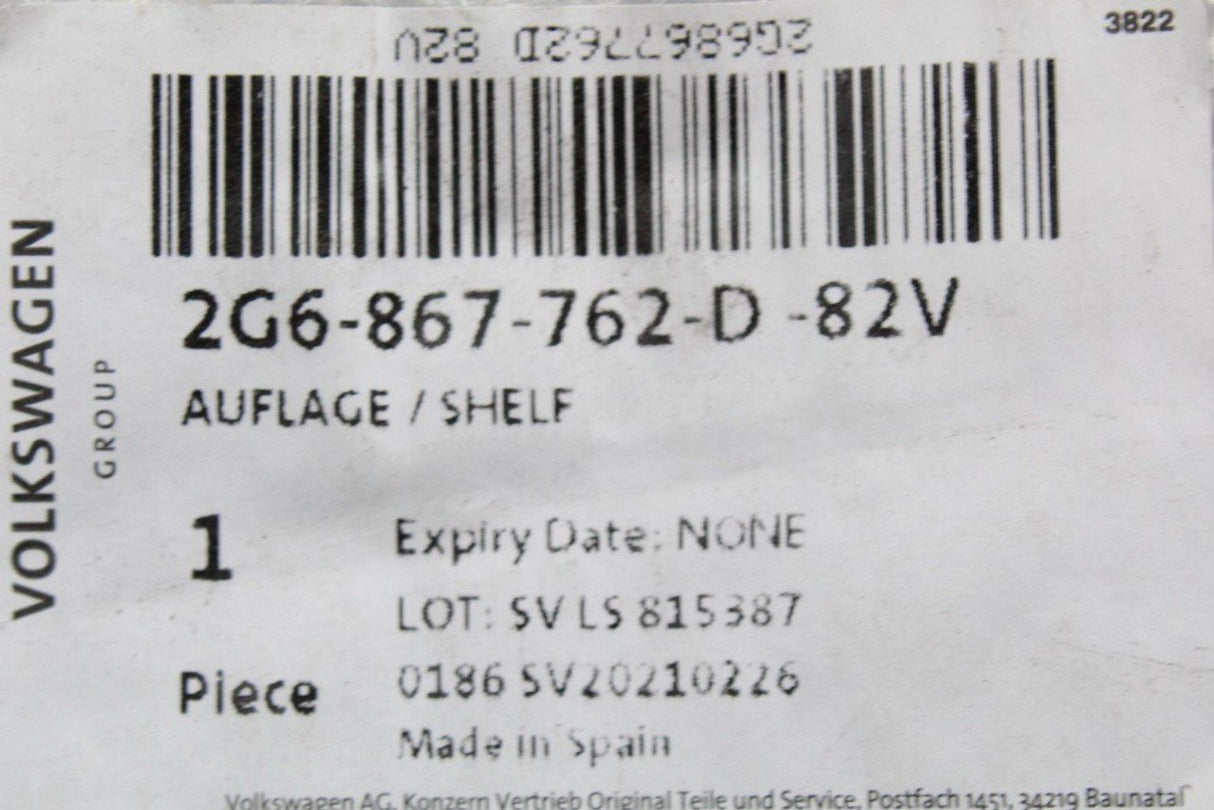 3822
2G6867762D 82V
2G6-867-762-D -82V
AUFLAGE / SHELF
VOLKSWAGEN
GROUP
1
Expiry Date: NONE
LOT: SV LS 815387
Piece
0186 SV20210226
Made in Spain
Volkswagen AG, Konzern Vertrieb Original Teile und Service, Postfach 1451, 34219 Baunatal